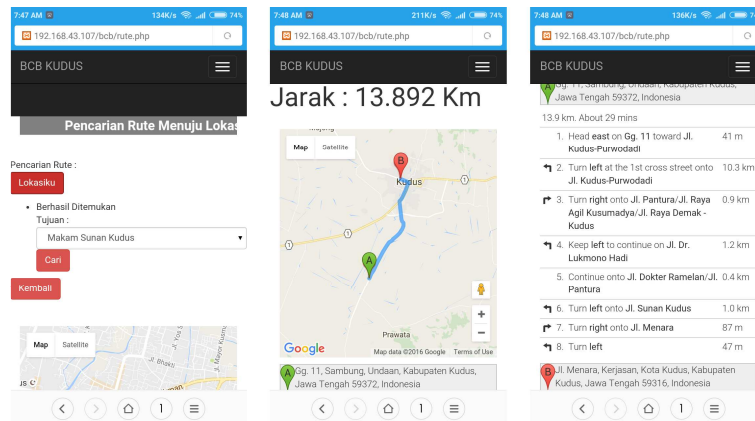 7:47 AM
134K/s
74%
192.168.43.107/bcb/rute.php
BCB KUDUS
Pencarian Rute Menuju Lokas
Pencarian Rute :
Lokasiku
Berhasil Ditemukan
Tujuan :
Makam Sunan Kudus
Cari
Kembali
Map
Satellite
Jl. Bhakti
1
7:48 AM
211K/s
74%
192.168.43.107/bcb/rute.php
BCB KUDUS
Jarak : 13.892 Km
Map
Satellite
B
Kudus
1
1
1
A
Prawata
+
−
Google
Map data ©2016 Google
Terms of Use
A
Gg. 11, Sambung, Undaan, Kabupaten Kudus,
Jawa Tengah 59372, Indonesia
1
7:48 AM
136K/s
192.168.43.107/bcb/rute.php
BCB KUDUS
A
Gg. 11, Sambung, Undaan, Kabupaten Kudus,
Jawa Tengah 59372, Indonesia
13.9 km. About 29 mins
1. Head east on Gg. 11 toward Jl. 41 m
Kudus-Purwodadi
2. Turn left at the 1st cross street onto 10.3 km
Jl. Kudus-Purwodadi
3. Turn right onto Jl. Pantura/Jl. Raya 0.9 km
Agil Kusumadya/Jl. Raya Demak -
Kudus
4. Keep left to continue on Jl. Dr. 1.2 km
Lukmono Hadi
5. Continue onto Jl. Dokter Ramelan/Jl. 0.4 km
Pantura
6. Turn left onto Jl. Sunan Kudus 1.0 km
7. Turn right onto Jl. Menara 87 m
8. Turn left 47 m
B
Jl. Menara, Kerjasan, Kota Kudus, Kabupaten
Kudus, Jawa Tengah 59316, Indonesia
1